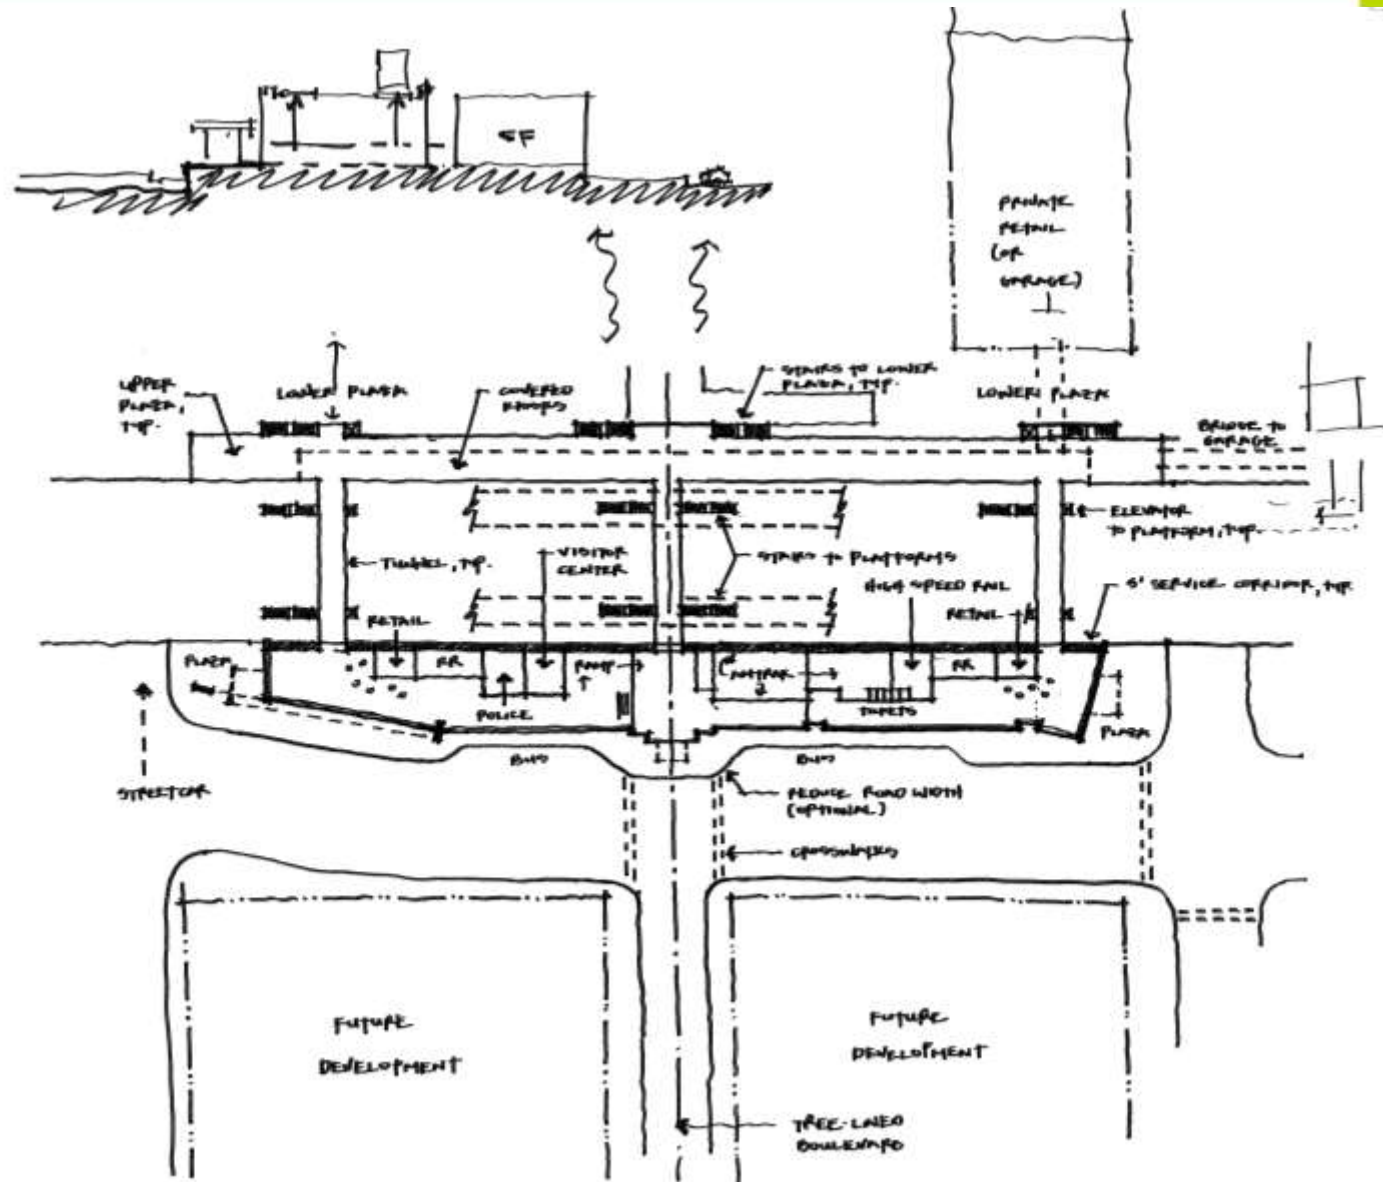 SF
PRIVATE
RETAIL
(OR
GARAGE)
UPPER
PLAZA,
TYP.
LOWER PLAZA
COVERED
KIOSKS
STAIRS TO LOWER
PLAZA, TYP.
LOWER PLAZA
BRIDGE TO
GARAGE
ELEVATOR
TO PLATFORM, TYP.
TUNNEL, TYP.
VISITOR
CENTER
STAIRS TO PLATFORMS
HIGH SPEED RAIL
5' SERVICE CORRIDOR, TYP.
RETAIL
RETAIL
PLAZA
RR
RAMP
AMTRAK
RR
POLICE
TICKETS
PLAZA
BUS
BUS
STREETCAR
REDUCE ROAD WIDTH
(OPTIONAL)
CROSSWALKS
FUTURE
DEVELOPMENT
FUTURE
DEVELOPMENT
TREE-LINED
BOULEVARD